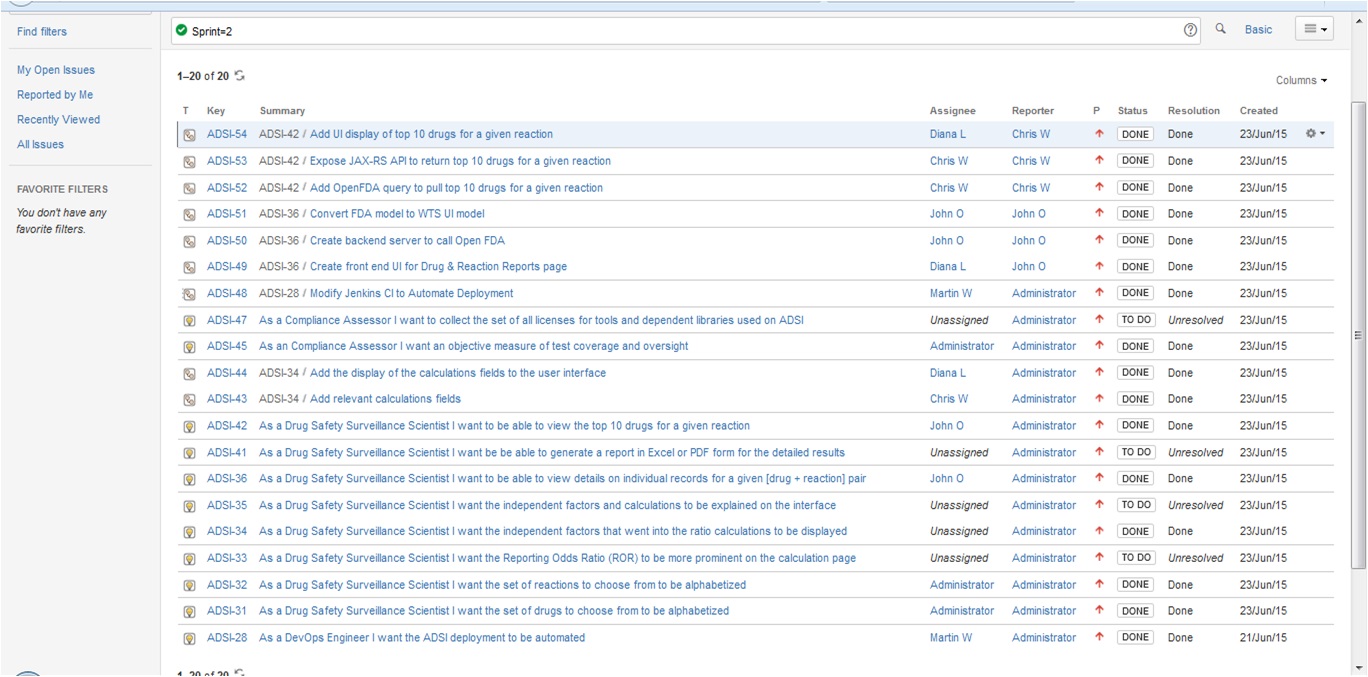 Find filters
My Open Issues
Reported by Me
Recently Viewed
All Issues
FAVORITE FILTERS
You don't have any
favorite filters.
Sprint=2
Basic
1–20 of 20
Columns
T Key Summary Assignee Reporter P Status Resolution Created
ADSI-54 ADSI-42 / Add UI display of top 10 drugs for a given reaction Diana L Chris W DONE Done 23/Jun/15
ADSI-53 ADSI-42 / Expose JAX-RS API to return top 10 drugs for a given reaction Chris W Chris W DONE Done 23/Jun/15
ADSI-52 ADSI-42 / Add OpenFDA query to pull top 10 drugs for a given reaction Chris W Chris W DONE Done 23/Jun/15
ADSI-51 ADSI-36 / Convert FDA model to WTS UI model John O John O DONE Done 23/Jun/15
ADSI-50 ADSI-36 / Create backend server to call Open FDA John O John O DONE Done 23/Jun/15
ADSI-49 ADSI-36 / Create front end UI for Drug & Reaction Reports page Diana L John O DONE Done 23/Jun/15
ADSI-48 ADSI-28 / Modify Jenkins CI to Automate Deployment Martin W Administrator DONE Done 23/Jun/15
ADSI-47 As a Compliance Assessor I want to collect the set of all licenses for tools and dependent libraries used on ADSI Unassigned Administrator TO DO Unresolved 23/Jun/15
ADSI-45 As an Compliance Assessor I want an objective measure of test coverage and oversight Administrator Administrator DONE Done 23/Jun/15
ADSI-44 ADSI-34 / Add the display of the calculations fields to the user interface Diana L Administrator DONE Done 23/Jun/15
ADSI-43 ADSI-34 / Add relevant calculations fields Chris W Administrator DONE Done 23/Jun/15
ADSI-42 As a Drug Safety Surveillance Scientist I want to be able to view the top 10 drugs for a given reaction John O Administrator DONE Done 23/Jun/15
ADSI-41 As a Drug Safety Surveillance Scientist I want be be able to generate a report in Excel or PDF form for the detailed results Unassigned Administrator TO DO Unresolved 23/Jun/15
ADSI-36 As a Drug Safety Surveillance Scientist I want to be able to view details on individual records for a given [drug + reaction] pair John O Administrator DONE Done 23/Jun/15
ADSI-35 As a Drug Safety Surveillance Scientist I want the independent factors and calculations to be explained on the interface Unassigned Administrator TO DO Unresolved 23/Jun/15
ADSI-34 As a Drug Safety Surveillance Scientist I want the independent factors that went into the ratio calculations to be displayed Unassigned Administrator DONE Done 23/Jun/15
ADSI-33 As a Drug Safety Surveillance Scientist I want the Reporting Odds Ratio (ROR) to be more prominent on the calculation page Unassigned Administrator TO DO Unresolved 23/Jun/15
ADSI-32 As a Drug Safety Surveillance Scientist I want the set of reactions to choose from to be alphabetized Administrator Administrator DONE Done 23/Jun/15
ADSI-31 As a Drug Safety Surveillance Scientist I want the set of drugs to choose from to be alphabetized Administrator Administrator DONE Done 23/Jun/15
ADSI-28 As a DevOps Engineer I want the ADSI deployment to be automated Martin W Administrator DONE Done 21/Jun/15
1–20 of 20